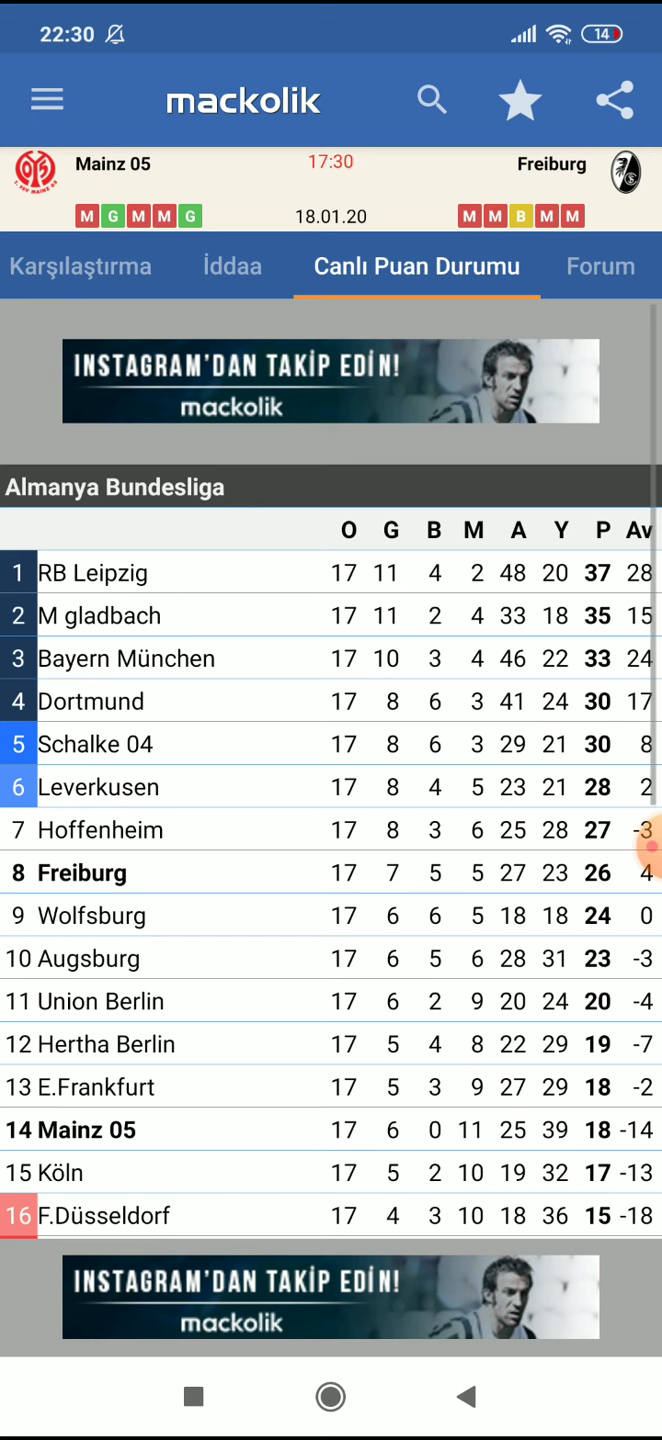 22:30 14
mackolik
Mainz 05 17:30 Freiburg
M G M M G 18.01.20 M M B M M
Karşılaştırma İddaa Canlı Puan Durumu Forum
INSTAGRAM'DAN TAKİP EDİN!
mackolik
Almanya Bundesliga
O G B M A Y P Av
1 RB Leipzig 17 11 4 2 48 20 37 28
2 M gladbach 17 11 2 4 33 18 35 15
3 Bayern München 17 10 3 4 46 22 33 24
4 Dortmund 17 8 6 3 41 24 30 17
5 Schalke 04 17 8 6 3 29 21 30 8
6 Leverkusen 17 8 4 5 23 21 28 2
7 Hoffenheim 17 8 3 6 25 28 27 -3
8 Freiburg 17 7 5 5 27 23 26 4
9 Wolfsburg 17 6 6 5 18 18 24 0
10 Augsburg 17 6 5 6 28 31 23 -3
11 Union Berlin 17 6 2 9 20 24 20 -4
12 Hertha Berlin 17 5 4 8 22 29 19 -7
13 E.Frankfurt 17 5 3 9 27 29 18 -2
14 Mainz 05 17 6 0 11 25 39 18 -14
15 Köln 17 5 2 10 19 32 17 -13
16 F.Düsseldorf 17 4 3 10 18 36 15 -18
INSTAGRAM'DAN TAKİP EDİN!
mackolik